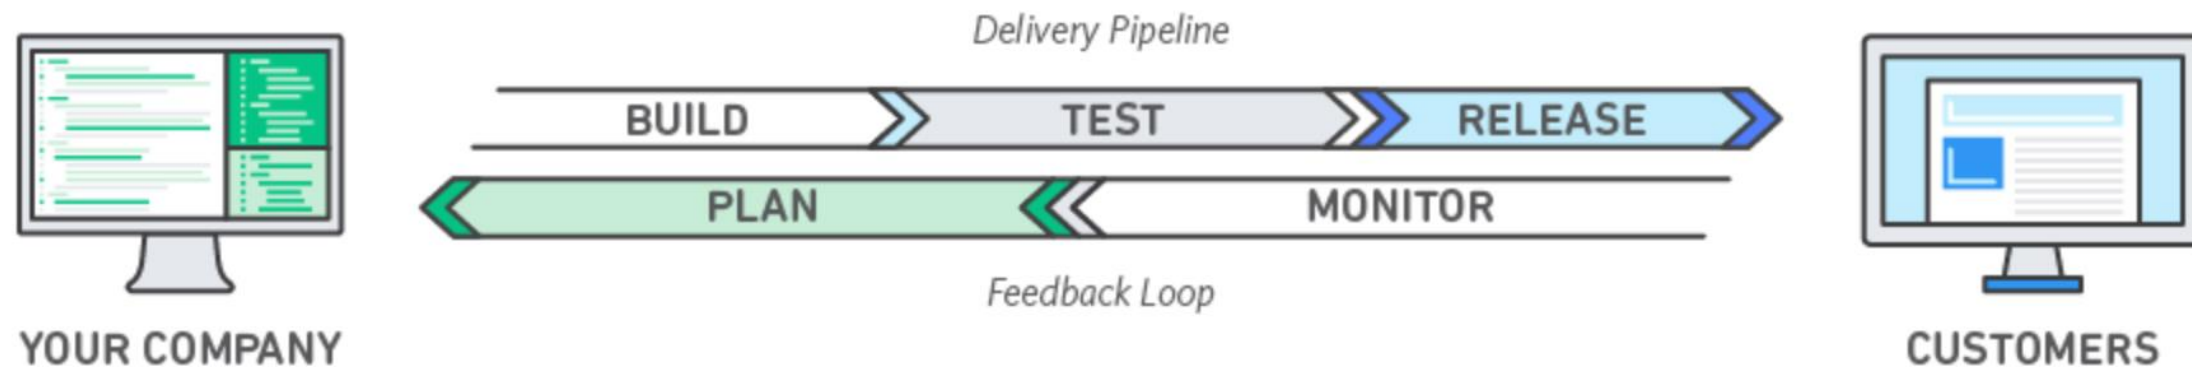 Delivery Pipeline
BUILD TEST RELEASE
PLAN MONITOR
Feedback Loop
YOUR COMPANY CUSTOMERS